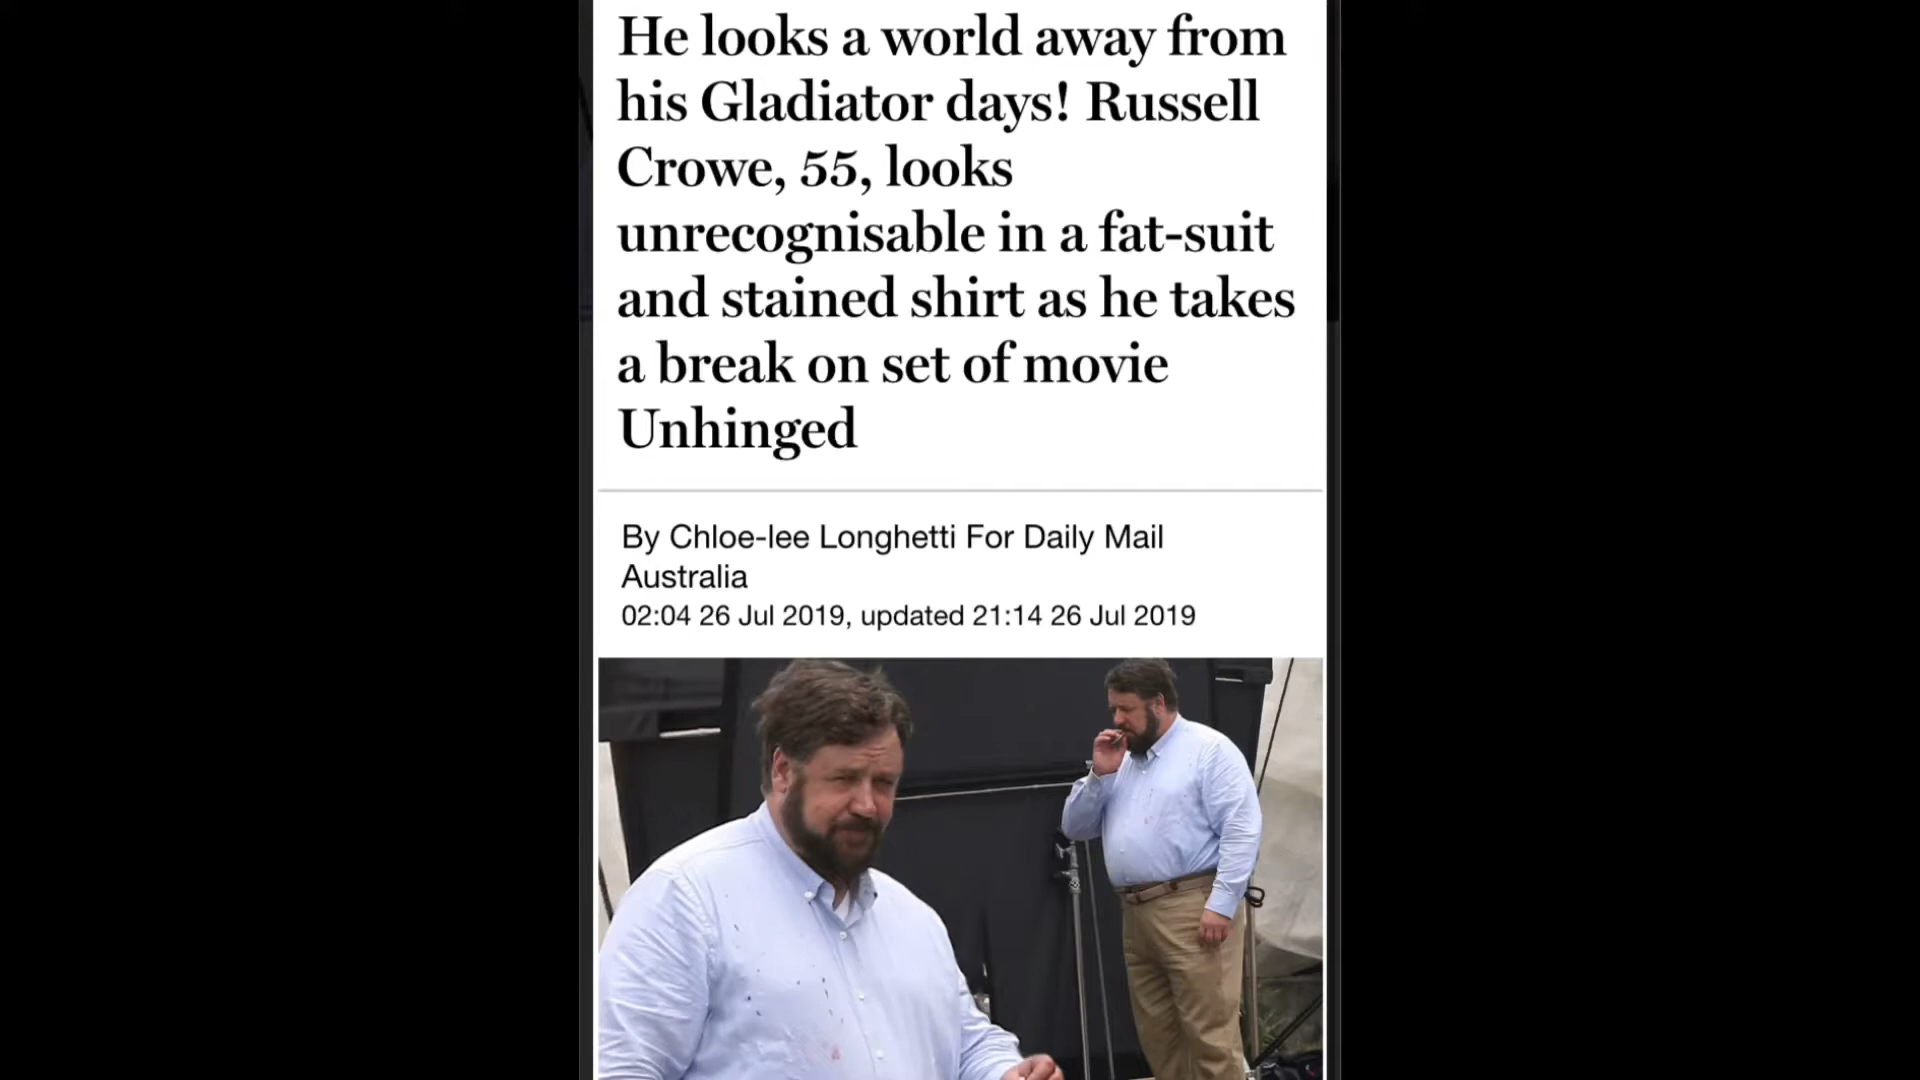 He looks a world away from
his Gladiator days! Russell
Crowe, 55, looks
unrecognisable in a fat-suit
and stained shirt as he takes
a break on set of movie
Unhinged
By Chloe-lee Longhetti For Daily Mail
Australia
02:04 26 Jul 2019, updated 21:14 26 Jul 2019